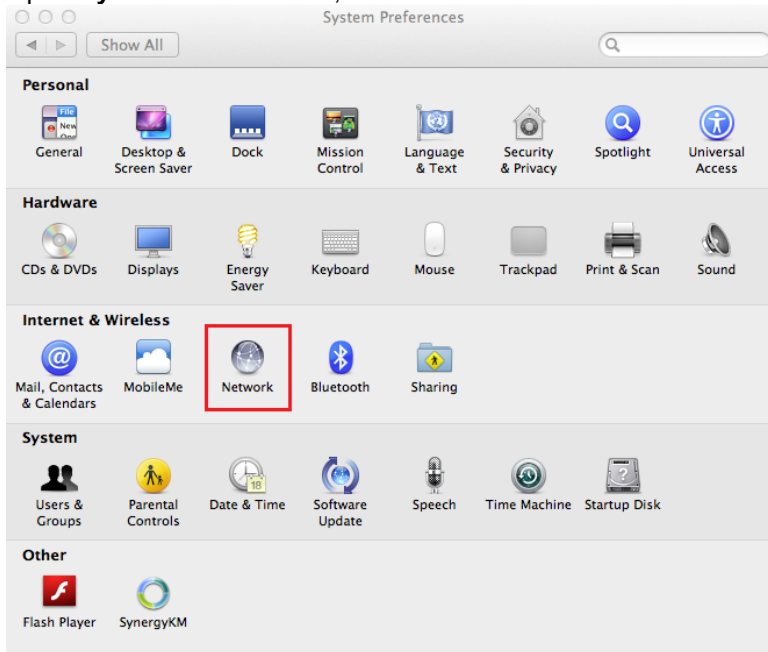 System Preferences
Show All
Personal
General
Desktop &
Screen Saver
Dock
Mission
Control
Language
& Text
Security
& Privacy
Spotlight
Universal
Access
Hardware
CDs & DVDs
Displays
Energy
Saver
Keyboard
Mouse
Trackpad
Print & Scan
Sound
Internet & Wireless
Mail, Contacts
& Calendars
MobileMe
Network
Bluetooth
Sharing
System
Users &
Groups
Parental
Controls
Date & Time
18
Software
Update
Speech
Time Machine
Startup Disk
Other
Flash Player
SynergyKM